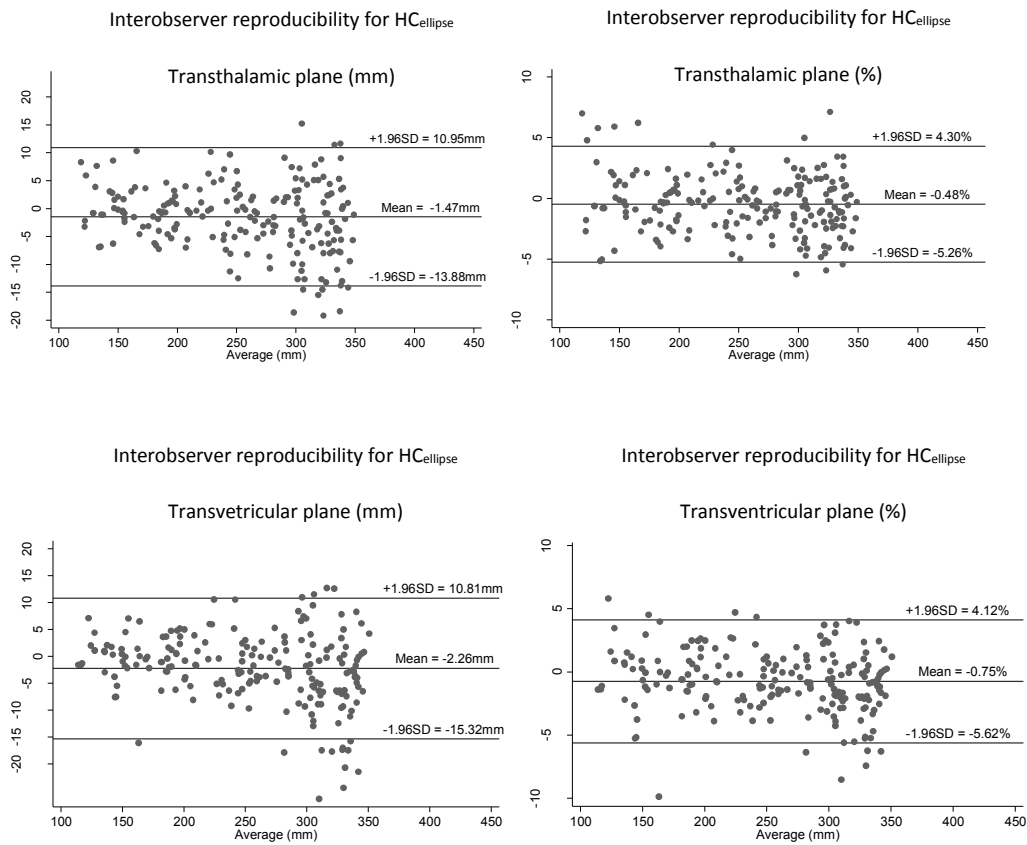 Interobserver reproducibility for HCellipse
Transthalamic plane (mm)
20
15
10
5
0
-5
-10
-15
-20
+1.96SD = 10.95mm
Mean = -1.47mm
-1.96SD = -13.88mm
100 150 200 250 300 350 400 450
Average (mm)
Interobserver reproducibility for HCellipse
Transthalamic plane (%)
10
5
0
-5
-10
+1.96SD = 4.30%
Mean = -0.48%
-1.96SD = -5.26%
100 150 200 250 300 350 400 450
Average (mm)
Interobserver reproducibility for HCellipse
Transvetricular plane (mm)
20
15
10
5
0
-5
-10
-15
-20
+1.96SD = 10.81mm
Mean = -2.26mm
-1.96SD = -15.32mm
100 150 200 250 300 350 400 450
Average (mm)
Interobserver reproducibility for HCellipse
Transventricular plane (%)
10
5
0
-5
-10
+1.96SD = 4.12%
Mean = -0.75%
-1.96SD = -5.62%
100 150 200 250 300 350 400 450
Average (mm)